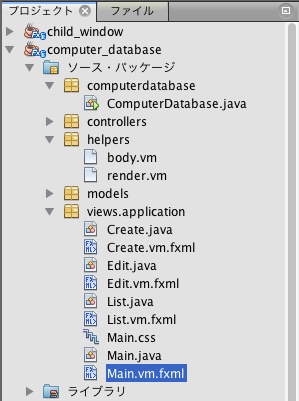 プロジェクト ファイル
child_window
computer_database
ソース・パッケージ
computerdatabase
ComputerDatabase.java
controllers
helpers
body.vm
render.vm
models
views.application
Create.java
Create.vm.fxml
Edit.java
Edit.vm.fxml
List.java
List.vm.fxml
Main.css
Main.java
Main.vm.fxml
ライブラリ